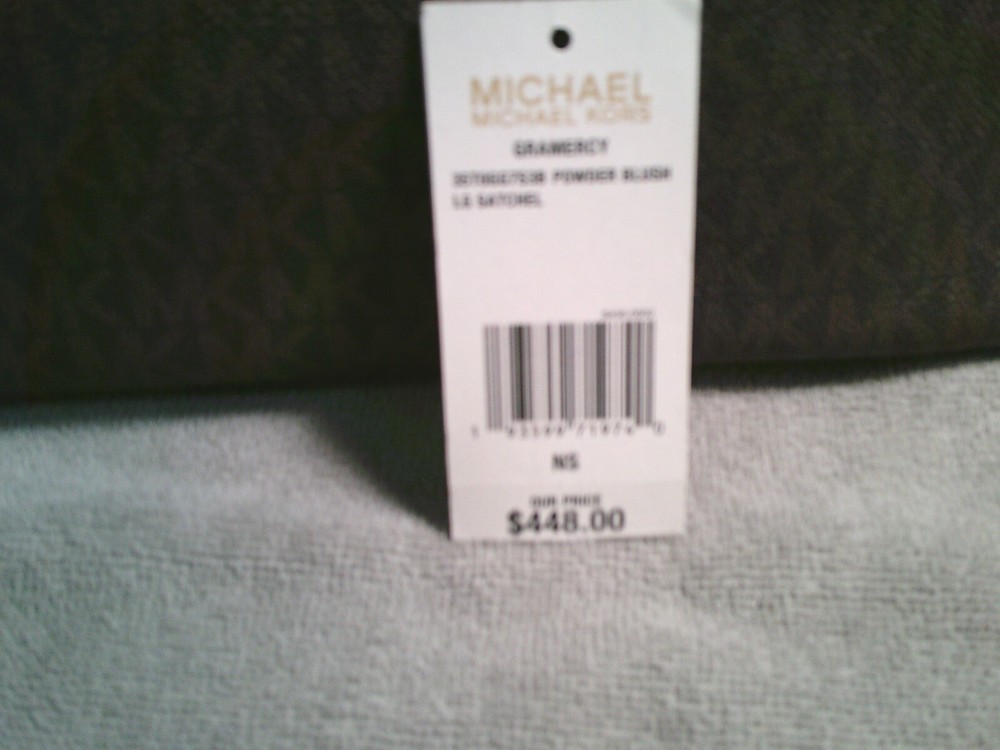 MICHAEL
MICHAEL KORS
GRAMERCY
POWDER BLUSH
LG SATCHEL
NS
OUR PRICE
$448.00